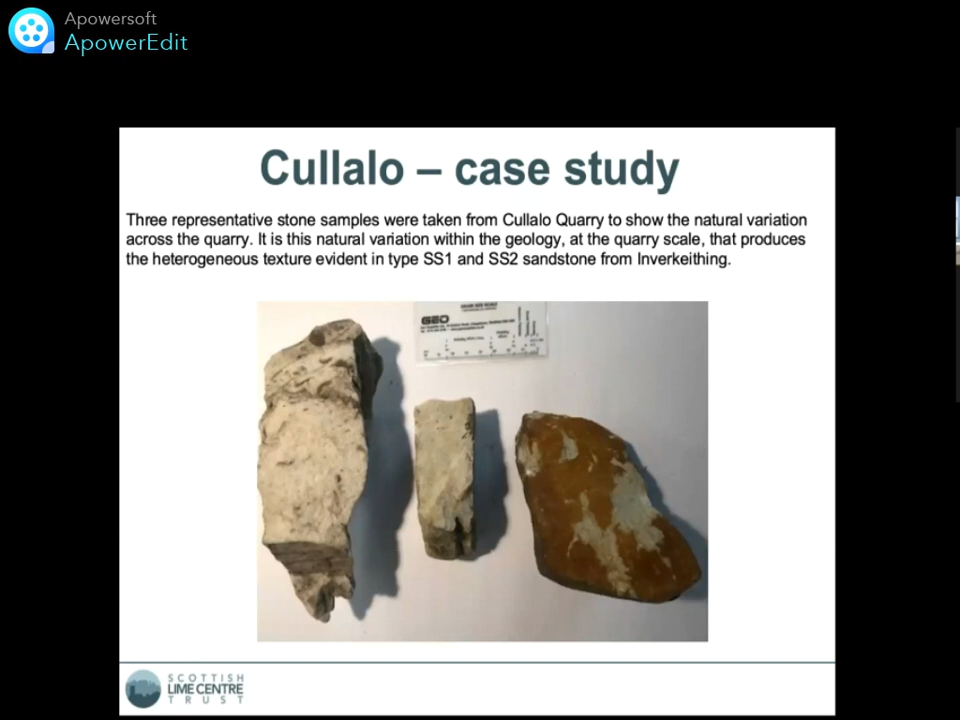 Apowersoft
ApowerEdit
Cullalo – case study
Three representative stone samples were taken from Cullalo Quarry to show the natural variation
across the quarry. It is this natural variation within the geology, at the quarry scale, that produces
the heterogeneous texture evident in type SS1 and SS2 sandstone from Inverkeithing.
GEO
SCOTTISH
LIME CENTRE
TRUST